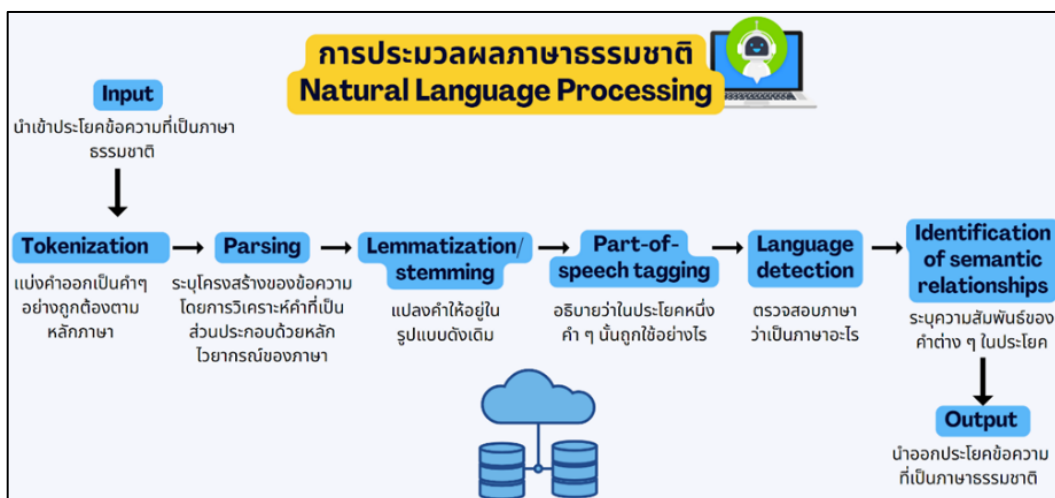 การประมวลผลภาษาธรรมชาติ
Natural Language Processing
Input
นำเข้าประโยคข้อความที่เป็นภาษา
ธรรมชาติ
Tokenization
แบ่งคำออกเป็นคำๆ
อย่างถูกต้องตาม
หลักภาษา
Parsing
ระบุโครงสร้างของข้อความ
โดยการวิเคราะห์คำที่เป็น
ส่วนประกอบด้วยหลัก
ไวยากรณ์ของภาษา
Lemmatization/
stemming
แปลงคำให้อยู่ใน
รูปแบบดังเดิม
Part-of-
speech tagging
อธิบายว่าในประโยคหนึ่ง
คำ ๆ นั้นถูกใช้อย่างไร
Language
detection
ตรวจสอบภาษา
ว่าเป็นภาษาอะไร
Identification
of semantic
relationships
ระบุความสัมพันธ์ของ
คำต่าง ๆ ในประโยค
Output
นำออกประโยคข้อความ
ที่เป็นภาษาธรรมชาติ